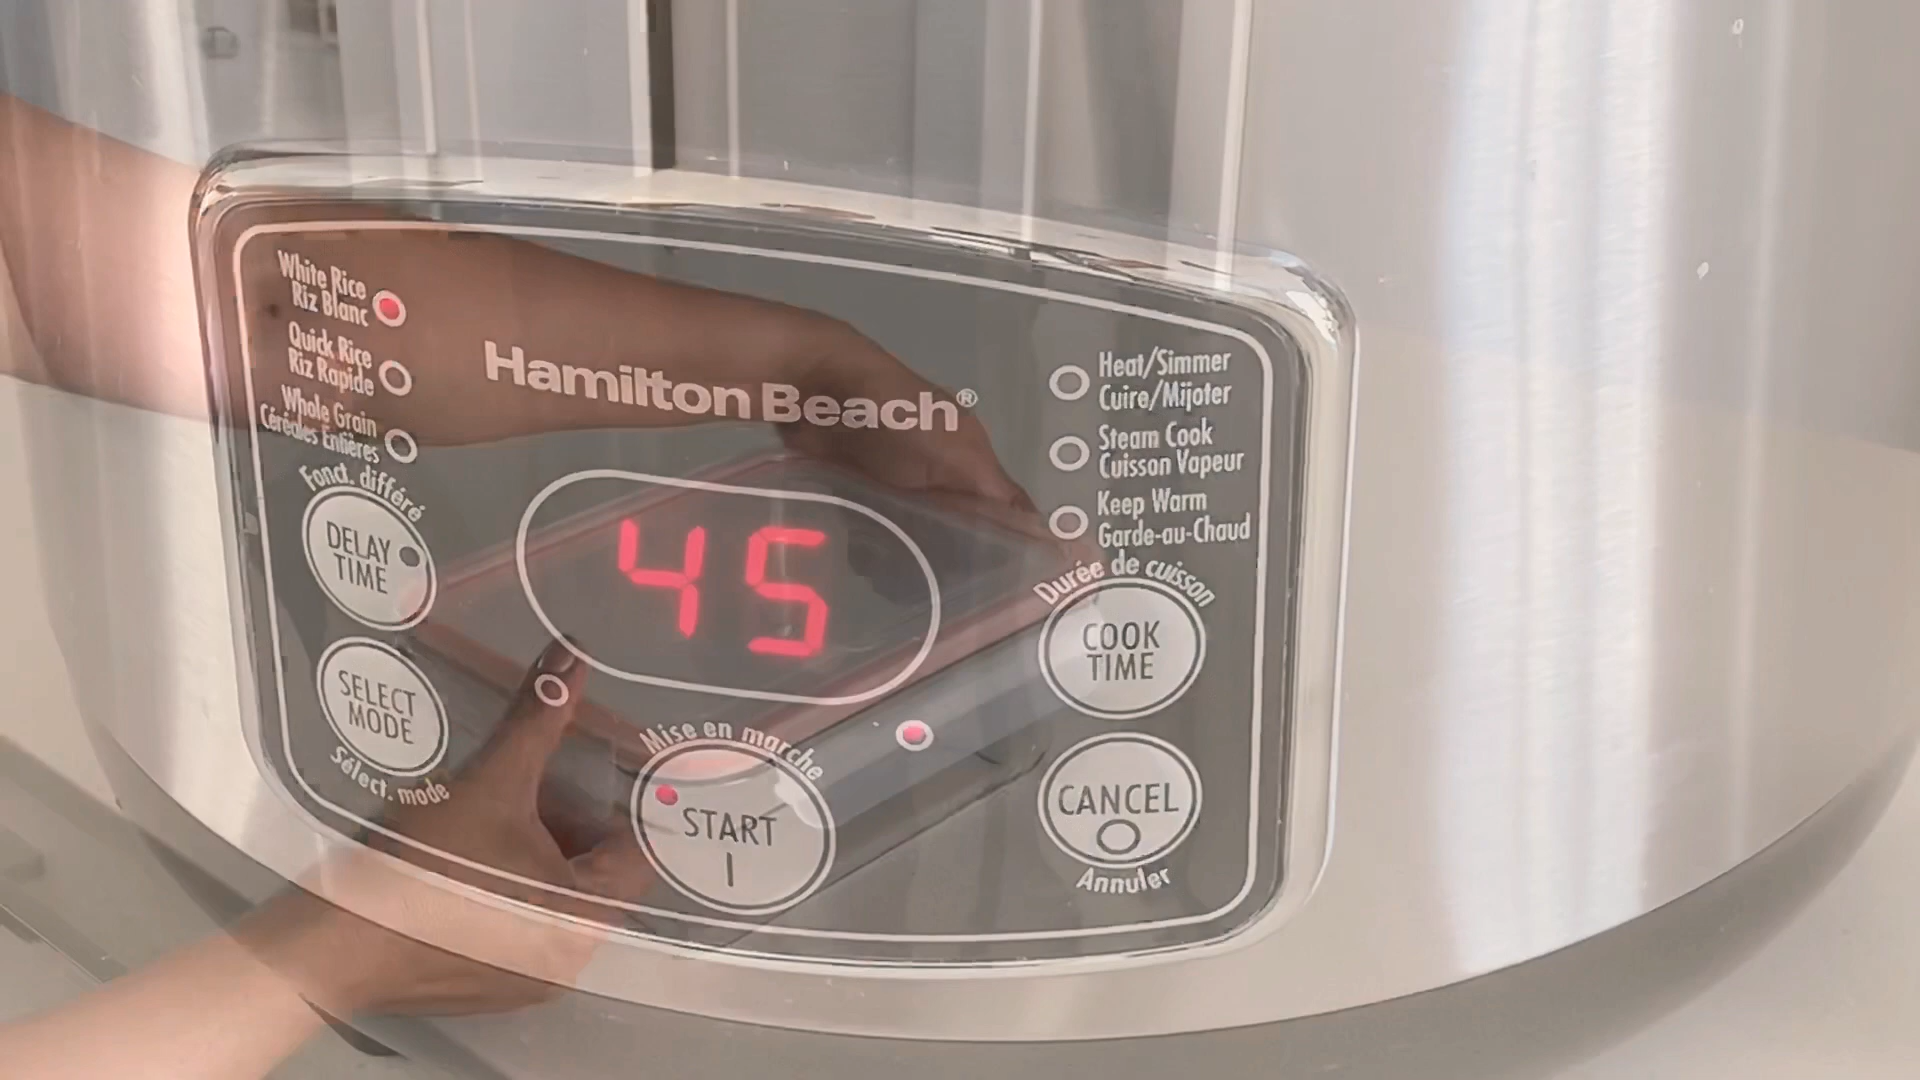 White Rice
Riz Blanc
Quick Rice
Riz Rapide
Whole Grain
Céréales Entières
Hamilton Beach®
Heat/Simmer
Cuire/Mijoter
Steam Cook
Cuisson Vapeur
Keep Warm
Garde-au-Chaud
Fonct. différé
DELAY
TIME
45
Durée de cuisson
COOK
TIME
SELECT
MODE
Sélect. mode
Mise en marche
START
I
CANCEL
O
Annuler